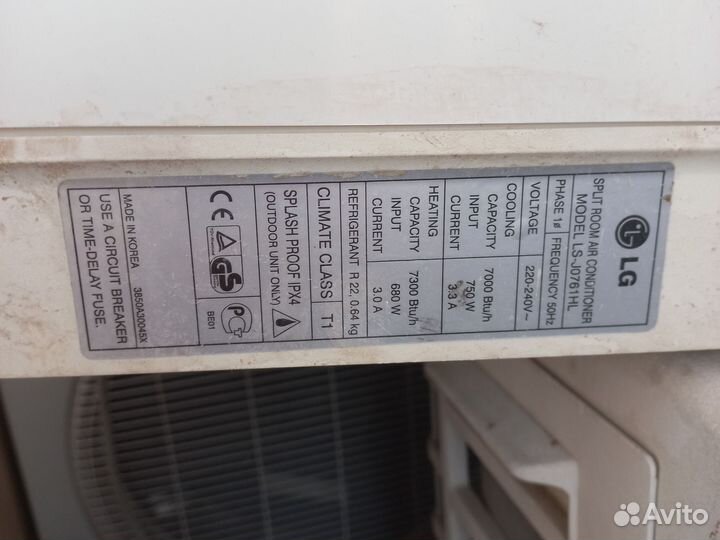 LG
SPLIT ROOM AIR CONDITIONER
MODEL LS-J0761HL
PHASE 1ø FREQUENCY 50Hz
VOLTAGE 220-240V~
COOLING
CAPACITY 7000 Btu/h
INPUT 750 W
CURRENT 3.3 A
HEATING
CAPACITY 7300 Btu/h
INPUT 680 W
CURRENT 3.0 A
REFRIGERANT R 22, 0.64 kg
CLIMATE CLASS T1
SPLASH PROOF IPX4
(OUTDOOR UNIT ONLY)
CE GS PC
BE01
MADE IN KOREA 3850A30045X
USE A CIRCUIT BREAKER
OR TIME-DELAY FUSE.
Avito